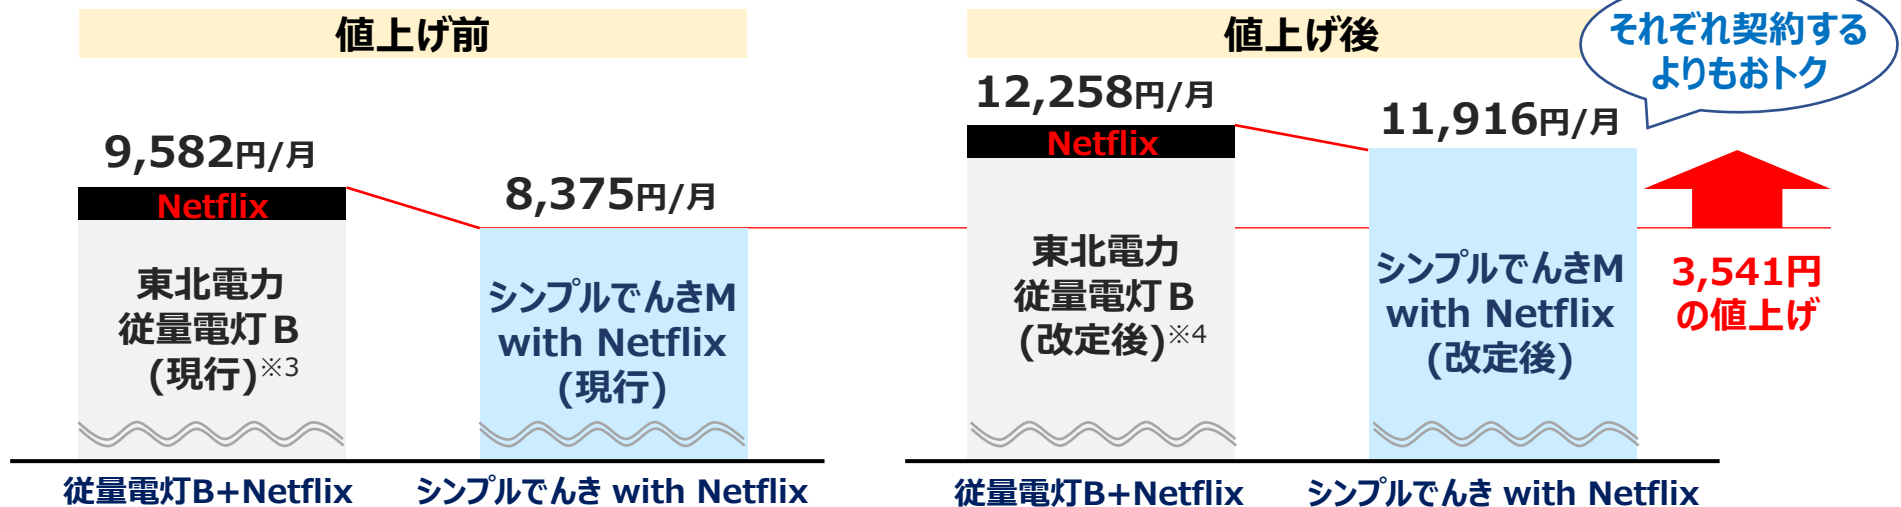 値上げ前
9,582円/月
Netflix
東北電力
従量電灯B
(現行)※3
8,375円/月
シンプルでんきM
with Netflix
(現行)
従量電灯B+Netflix
シンプルでんき with Netflix
値上げ後
12,258円/月
Netflix
東北電力
従量電灯B
(改定後)※4
11,916円/月
シンプルでんきM
with Netflix
(改定後)
それぞれ契約する
よりもおトク
3,541円
の値上げ
従量電灯B+Netflix
シンプルでんき with Netflix